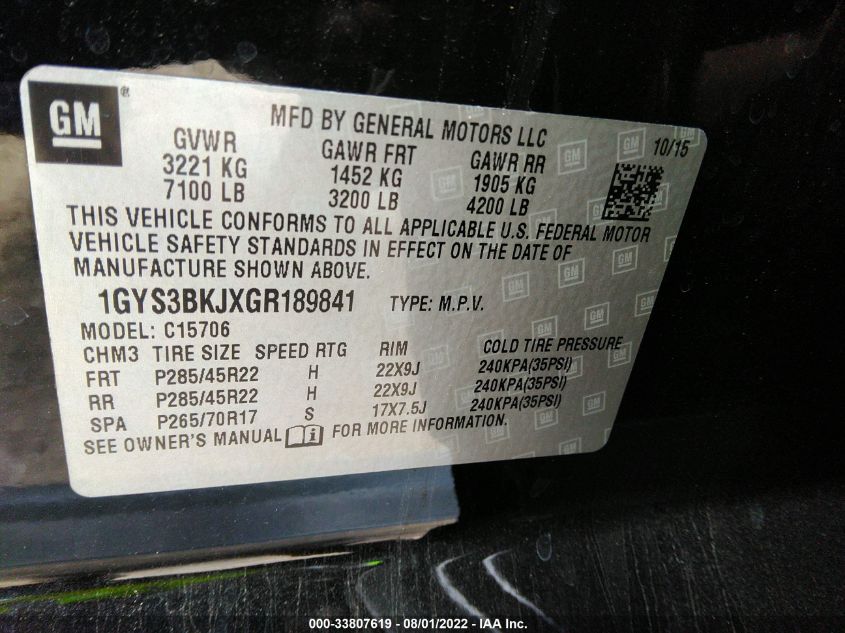 GM ®
MFD BY GENERAL MOTORS LLC
10/15
GVWR GAWR FRT GAWR RR
3221 KG 1452 KG 1905 KG
7100 LB 3200 LB 4200 LB
THIS VEHICLE CONFORMS TO ALL APPLICABLE U.S. FEDERAL MOTOR
VEHICLE SAFETY STANDARDS IN EFFECT ON THE DATE OF
MANUFACTURE SHOWN ABOVE.
1GYS3BKJXGR189841 TYPE: M.P.V.
MODEL: C15706
CHM3 TIRE SIZE SPEED RTG RIM COLD TIRE PRESSURE
FRT P285/45R22 H 22X9J 240KPA(35PSI)
RR P285/45R22 H 22X9J 240KPA(35PSI)
SPA P265/70R17 S 17X7.5J 240KPA(35PSI)
SEE OWNER'S MANUAL i FOR MORE INFORMATION.
000-33807619 - 08/01/2022 - IAA Inc.